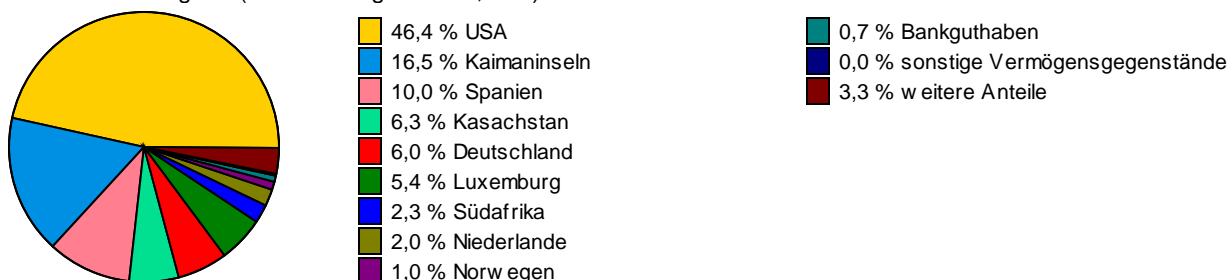 46,4 % USA
16,5 % Kaimaninseln
10,0 % Spanien
6,3 % Kasachstan
6,0 % Deutschland
5,4 % Luxemburg
2,3 % Südafrika
2,0 % Niederlande
1,0 % Norwegen
0,7 % Bankguthaben
0,0 % sonstige Vermögensgegenstände
3,3 % weitere Anteile